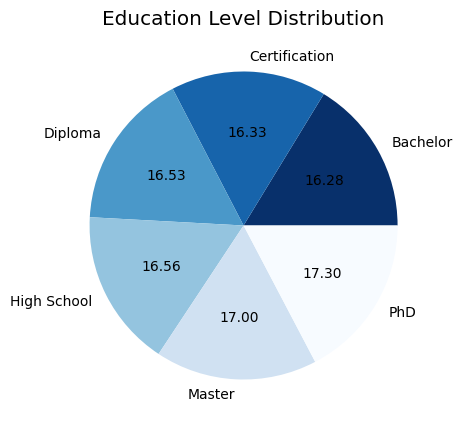 Education Level Distribution
Certification
Bachelor
Diploma
High School
Master
PhD
16.33
16.28
16.53
16.56
17.00
17.30